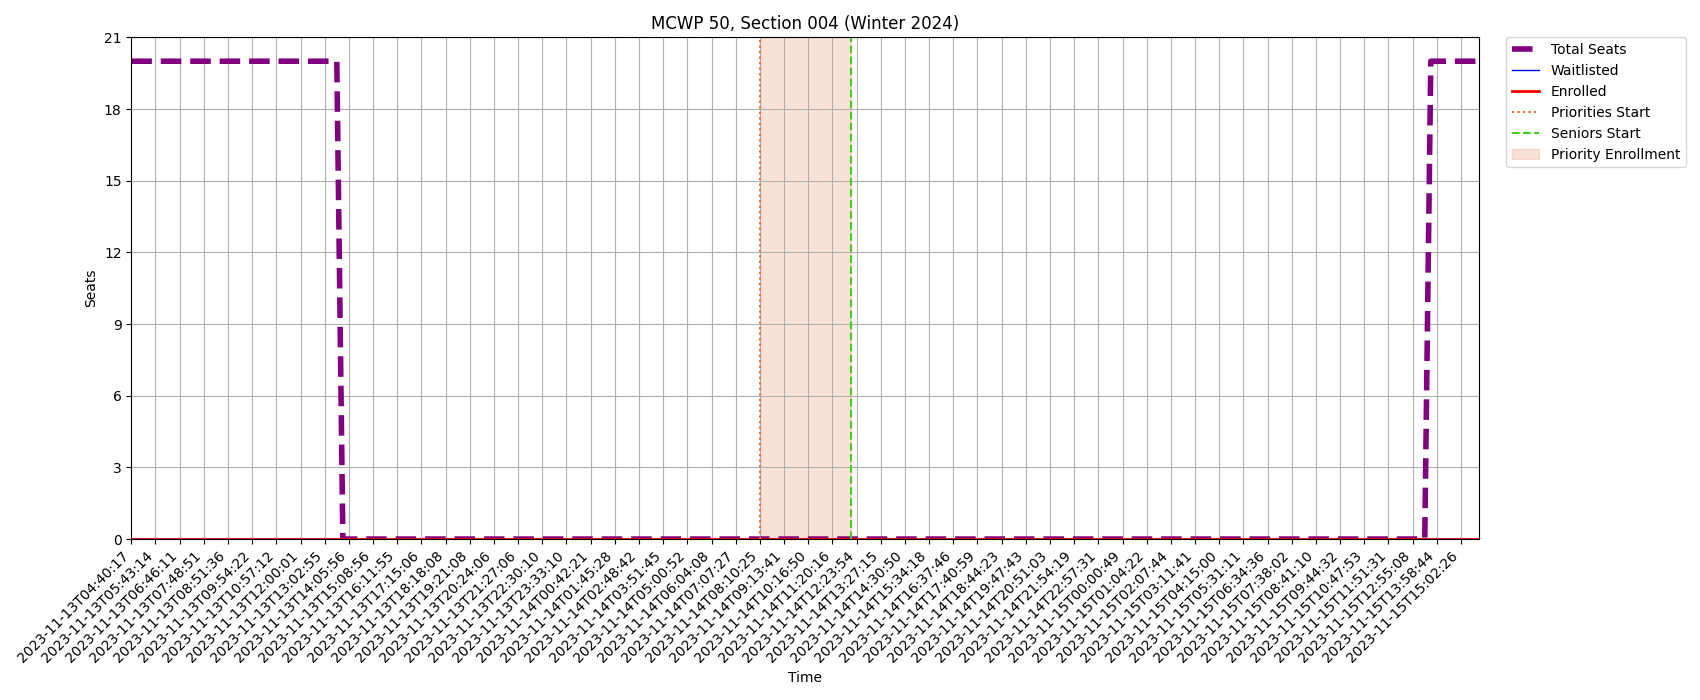 MCWP 50, Section 004 (Winter 2024)
21
18
15
12
9
6
3
0
Seats
2023-11-13T04:40:17
2023-11-13T05:43:14
2023-11-13T06:46:11
2023-11-13T07:48:51
2023-11-13T08:51:36
2023-11-13T09:54:22
2023-11-13T10:57:12
2023-11-13T12:00:01
2023-11-13T13:02:55
2023-11-13T14:05:56
2023-11-13T15:08:56
2023-11-13T16:11:55
2023-11-13T17:15:06
2023-11-13T18:18:08
2023-11-13T19:21:08
2023-11-13T20:24:06
2023-11-13T21:27:06
2023-11-13T22:30:10
2023-11-13T23:33:10
2023-11-14T00:42:21
2023-11-14T01:45:28
2023-11-14T02:48:42
2023-11-14T03:51:45
2023-11-14T05:00:52
2023-11-14T06:04:08
2023-11-14T07:07:27
2023-11-14T08:10:25
2023-11-14T09:13:41
2023-11-14T10:16:50
2023-11-14T11:20:16
2023-11-14T12:23:54
2023-11-14T13:27:15
2023-11-14T14:30:50
2023-11-14T15:34:18
2023-11-14T16:37:46
2023-11-14T17:40:59
2023-11-14T18:44:23
2023-11-14T19:47:43
2023-11-14T20:51:03
2023-11-14T21:54:19
2023-11-14T22:57:31
2023-11-15T00:00:49
2023-11-15T01:04:22
2023-11-15T02:07:44
2023-11-15T03:11:41
2023-11-15T04:15:00
2023-11-15T05:31:11
2023-11-15T06:34:36
2023-11-15T07:38:02
2023-11-15T08:41:10
2023-11-15T09:44:32
2023-11-15T10:47:53
2023-11-15T11:51:31
2023-11-15T12:55:08
2023-11-15T13:58:44
2023-11-15T15:02:26
Time
Total Seats
Waitlisted
Enrolled
Priorities Start
Seniors Start
Priority Enrollment